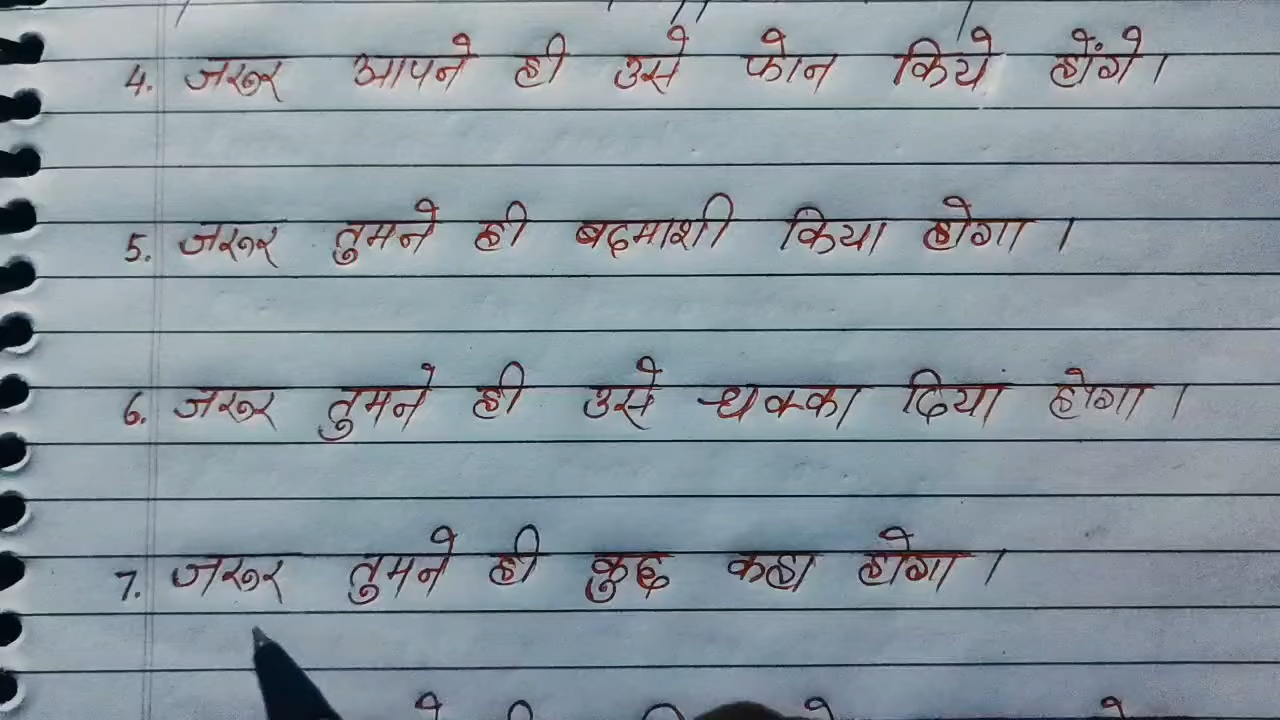 4. जरूर आपने ही उसे फोन किये होंगे।
5. जरूर तुमने ही बदमाशी किया होगा।
6. जरूर तुमने ही उसे धक्का दिया होगा।
7. जरूर तुमने ही कुछ कहा होगा।